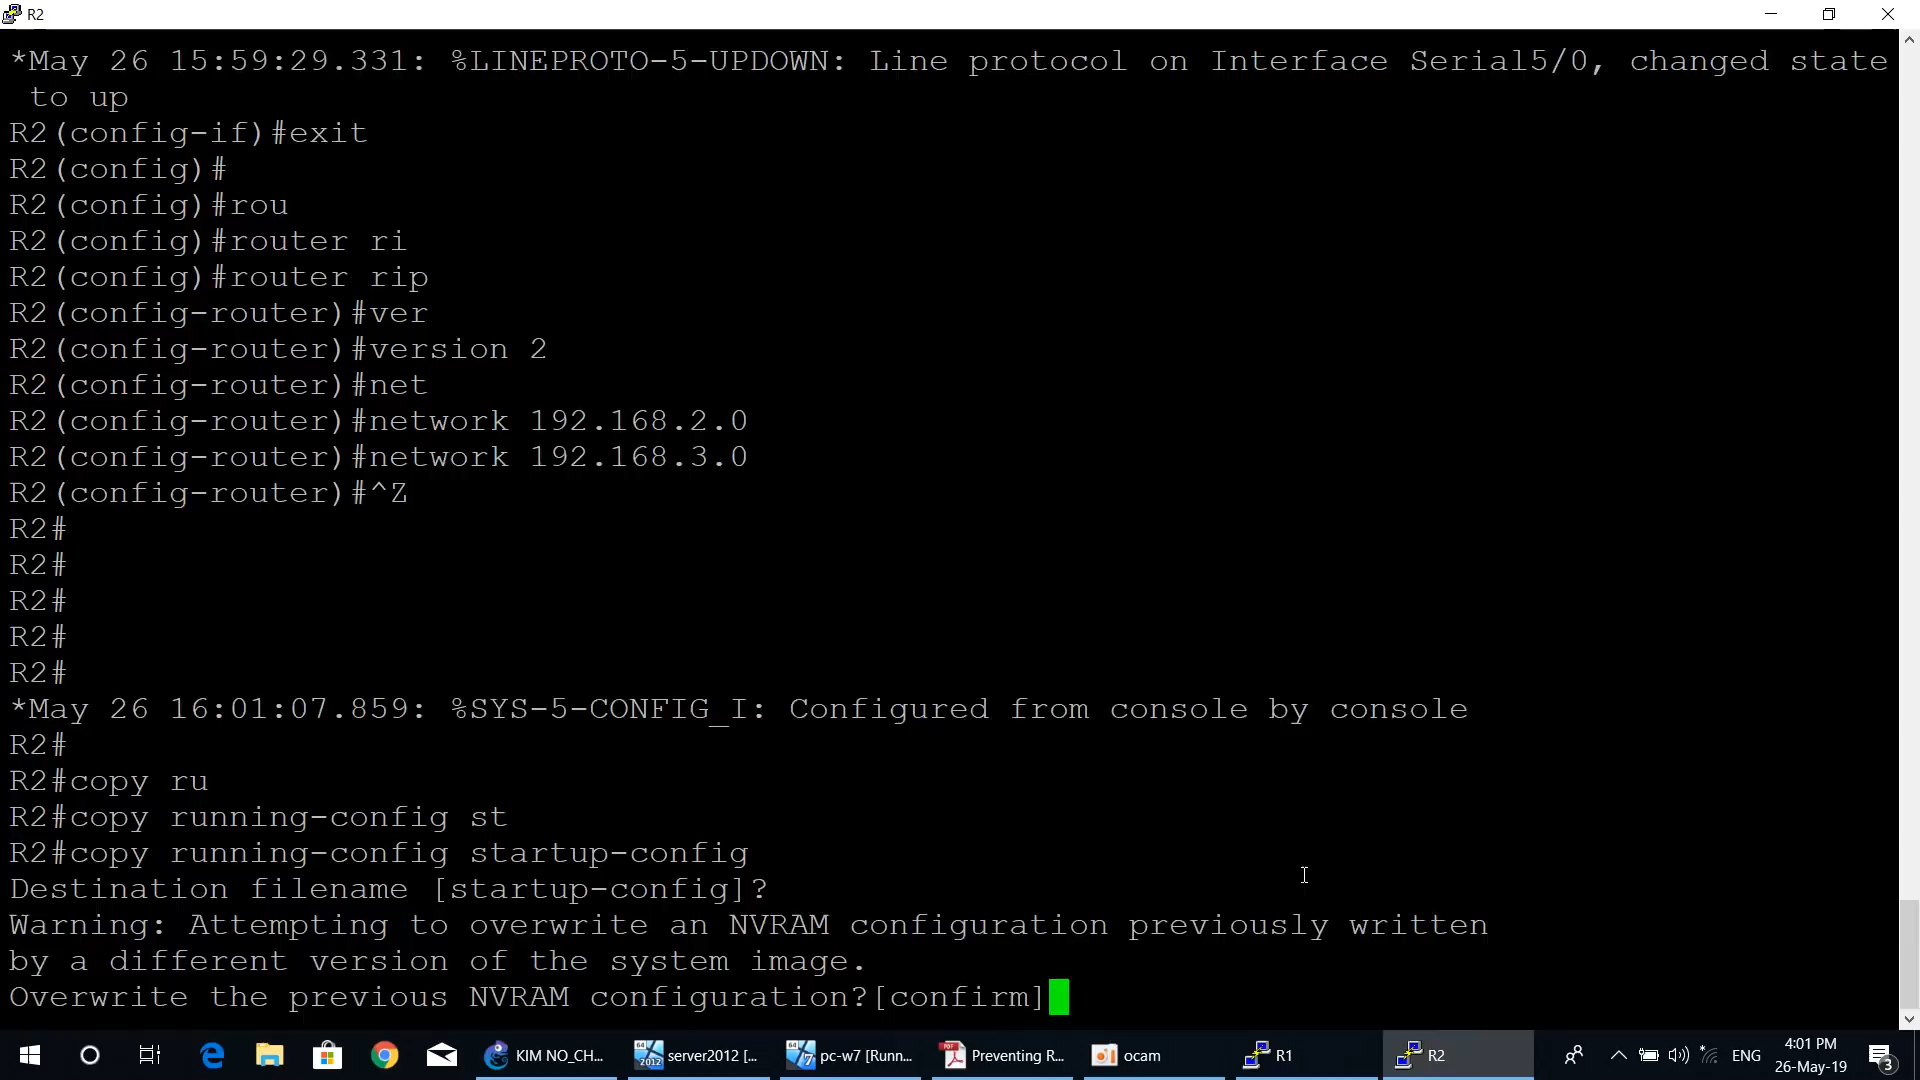 R2
*May 26 15:59:29.331: %LINEPROTO-5-UPDOWN: Line protocol on Interface Serial5/0, changed state
 to up
R2(config-if)#exit
R2(config)#
R2(config)#rou
R2(config)#router ri
R2(config)#router rip
R2(config-router)#ver
R2(config-router)#version 2
R2(config-router)#net
R2(config-router)#network 192.168.2.0
R2(config-router)#network 192.168.3.0
R2(config-router)#^Z
R2#
R2#
R2#
R2#
R2#
*May 26 16:01:07.859: %SYS-5-CONFIG_I: Configured from console by console
R2#
R2#copy ru
R2#copy running-config st
R2#copy running-config startup-config
Destination filename [startup-config]?
Warning: Attempting to overwrite an NVRAM configuration previously written
by a different version of the system image.
Overwrite the previous NVRAM configuration?[confirm]
KIM NO_CH... server2012 [... pc-w7 [Runn... Preventing R... ocam R1 R2 ENG 4:01 PM
26-May-19 3